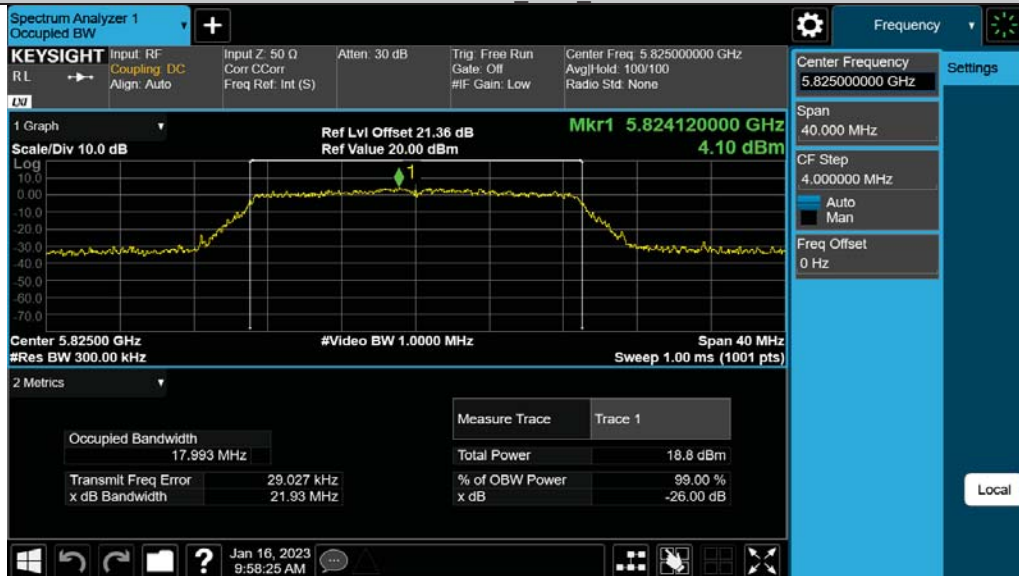 Spectrum Analyzer 1
Occupied BW
+
Frequency
KEYSIGHT
RL
LXI
Input: RF
Coupling: DC
Align: Auto
Input Z: 50 Ω
Corr CCorr
Freq Ref: Int (S)
Atten: 30 dB
Trig: Free Run
Gate: Off
#IF Gain: Low
Center Freq: 5.825000000 GHz
Avg|Hold: 100/100
Radio Std: None
1 Graph
Scale/Div 10.0 dB
Ref Lvl Offset 21.36 dB
Ref Value 20.00 dBm
Mkr1 5.824120000 GHz
4.10 dBm
Log
10.0
0.00
-10.0
-20.0
-30.0
-40.0
-50.0
-60.0
-70.0
1
Center 5.82500 GHz
#Res BW 300.00 kHz
#Video BW 1.0000 MHz
Span 40 MHz
Sweep 1.00 ms (1001 pts)
2 Metrics
Measure Trace
Trace 1
Occupied Bandwidth
17.993 MHz
Total Power
18.8 dBm
Transmit Freq Error
29.027 kHz
% of OBW Power
99.00 %
x dB Bandwidth
21.93 MHz
x dB
-26.00 dB
Center Frequency
5.825000000 GHz
Settings
Span
40.000 MHz
CF Step
4.000000 MHz
Auto
Man
Freq Offset
0 Hz
Local
?
Jan 16, 2023
9:58:25 AM